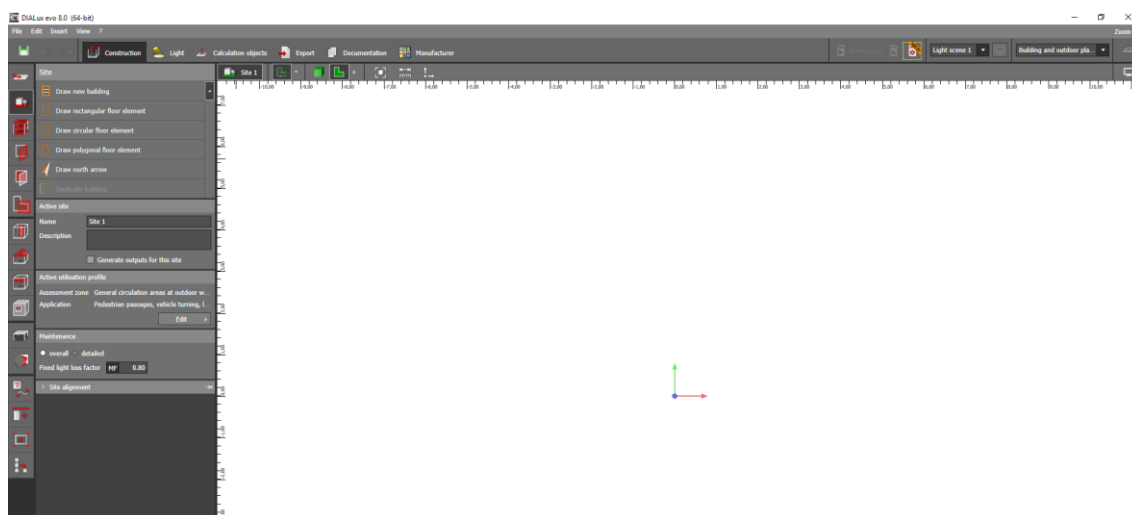 DIALux evo 8.0 (64-bit)
File Edit Insert View ?
Zoom
Construction Light Calculation objects Export Documentation Manufacturer
Light scene 1
Building and outdoor pla...
Site
Site 1
Draw new building
Draw rectangular floor element
Draw circular floor element
Draw polygonal floor element
Draw north arrow
Duplicate building
Active site
Name Site 1
Description
Generate outputs for this site
Active utilisation profile
Assessment zone General circulation areas at outdoor w...
Application Pedestrian passages, vehicle turning, l...
Edit
Maintenance
overall detailed
Fixed light loss factor MF 0.80
Site alignment